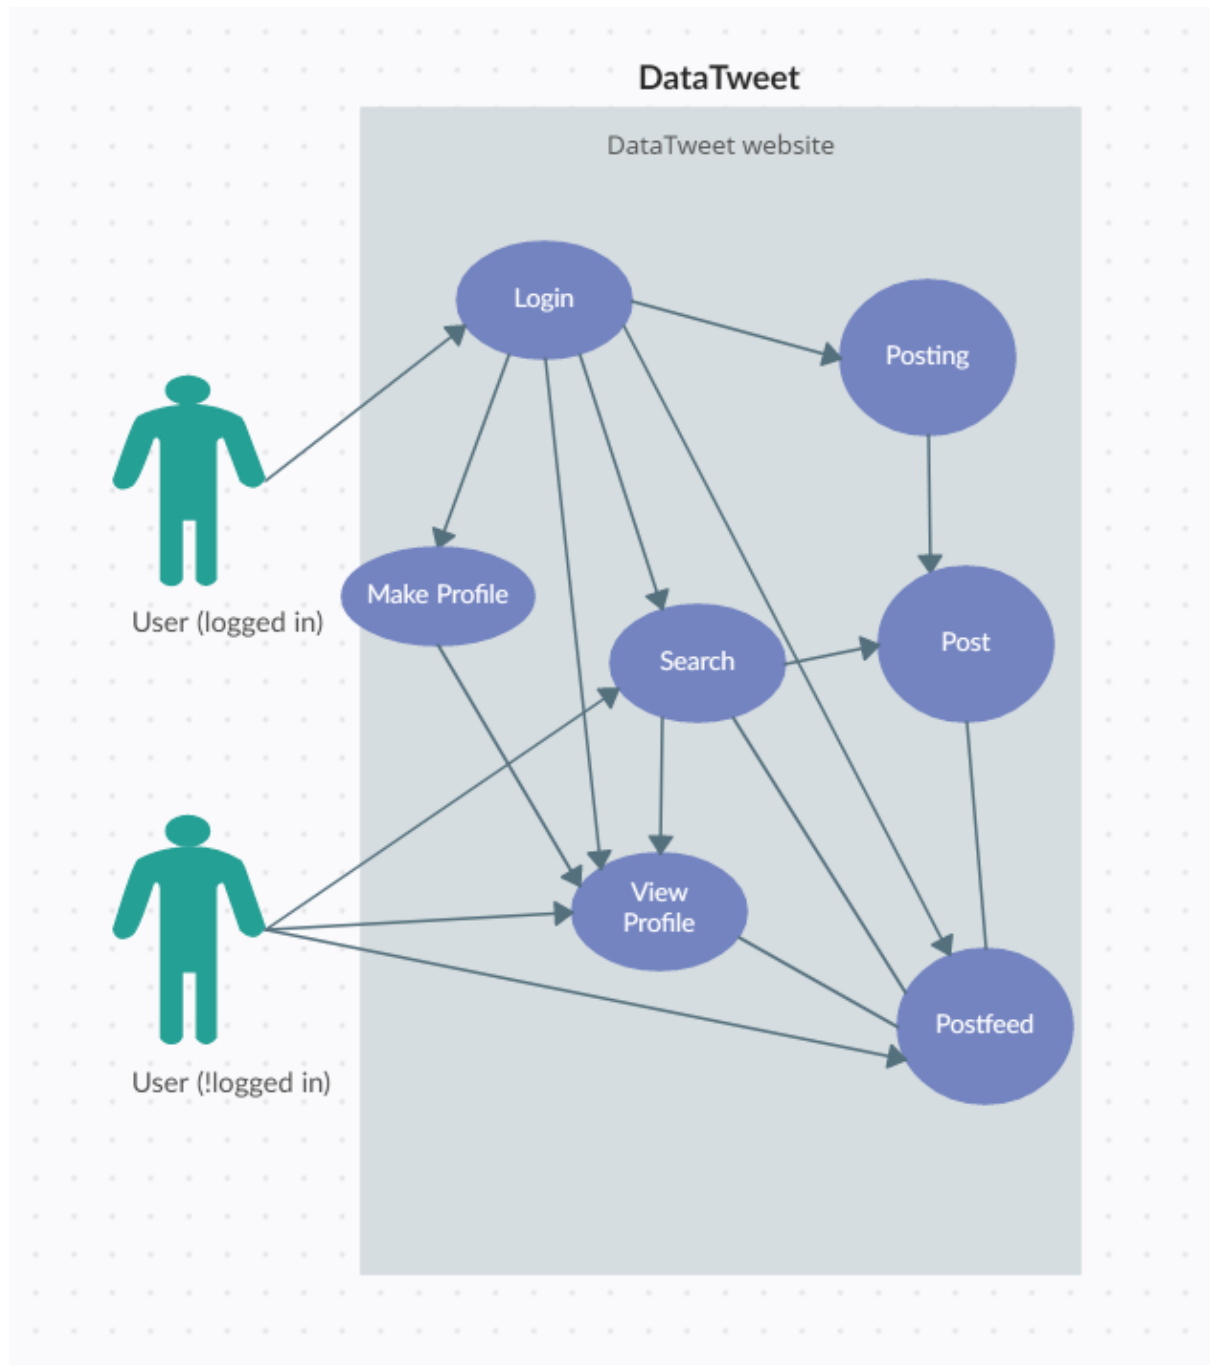 DataTweet
DataTweet website
Login
Posting
Make Profile
User (logged in)
Search
Post
View
Profile
Postfeed
User (!logged in)